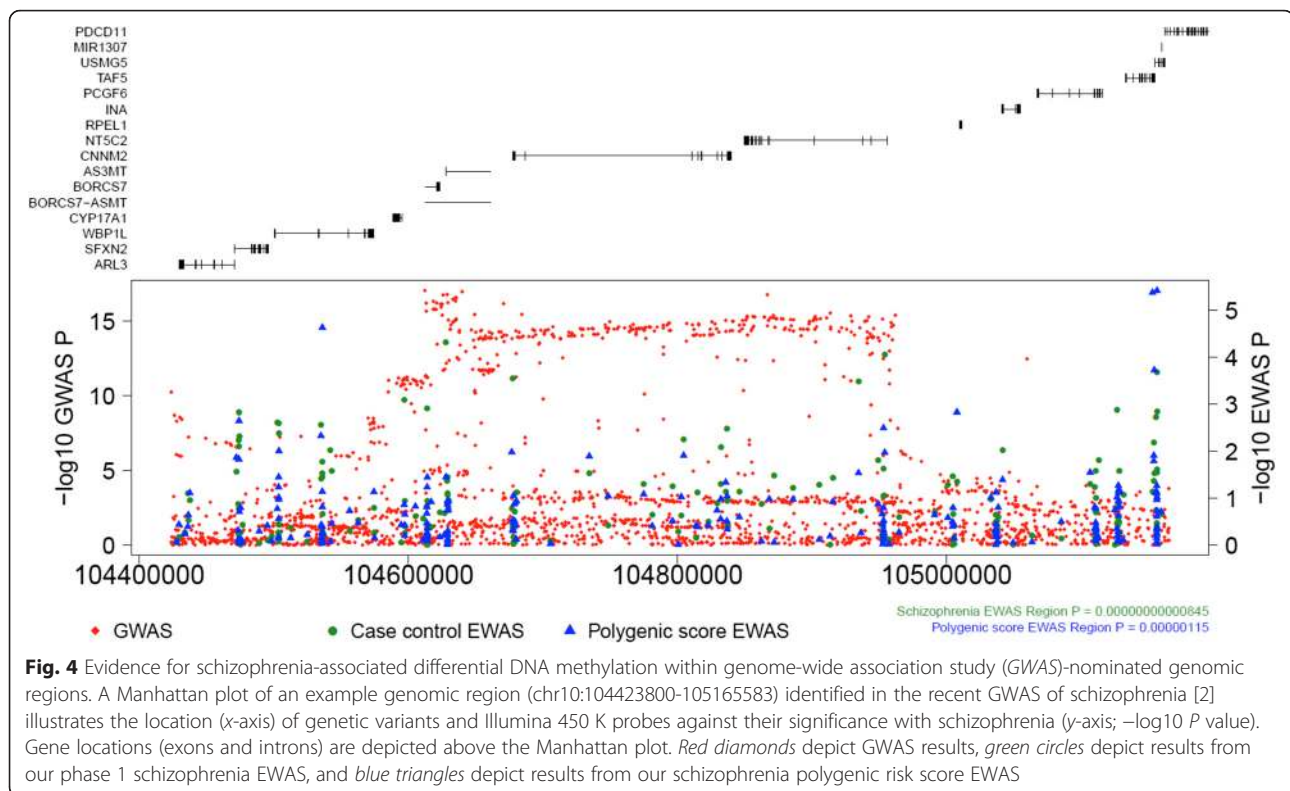 PDCD11
MIR1307
USMG5
TAF5
PCGF6
INA
RPEL1
NT5C2
CNNM2
AS3MT
BORCS7
BORCS7-ASMT
CYP17A1
WBP1L
SFXN2
ARL3
−log10 GWAS P
15
10
5
0
5
4
3
2
1
0
−log10 EWAS P
104400000 104600000 104800000 105000000
GWAS Case control EWAS Polygenic score EWAS
Schizophrenia EWAS Region P = 0.00000000000845
Polygenic score EWAS Region P = 0.00000115
Fig. 4 Evidence for schizophrenia-associated differential DNA methylation within genome-wide association study (GWAS)-nominated genomic
regions. A Manhattan plot of an example genomic region (chr10:104423800-105165583) identified in the recent GWAS of schizophrenia [2]
illustrates the location (x-axis) of genetic variants and Illumina 450 K probes against their significance with schizophrenia (y-axis; −log10 P value).
Gene locations (exons and introns) are depicted above the Manhattan plot. Red diamonds depict GWAS results, green circles depict results from
our phase 1 schizophrenia EWAS, and blue triangles depict results from our schizophrenia polygenic risk score EWAS